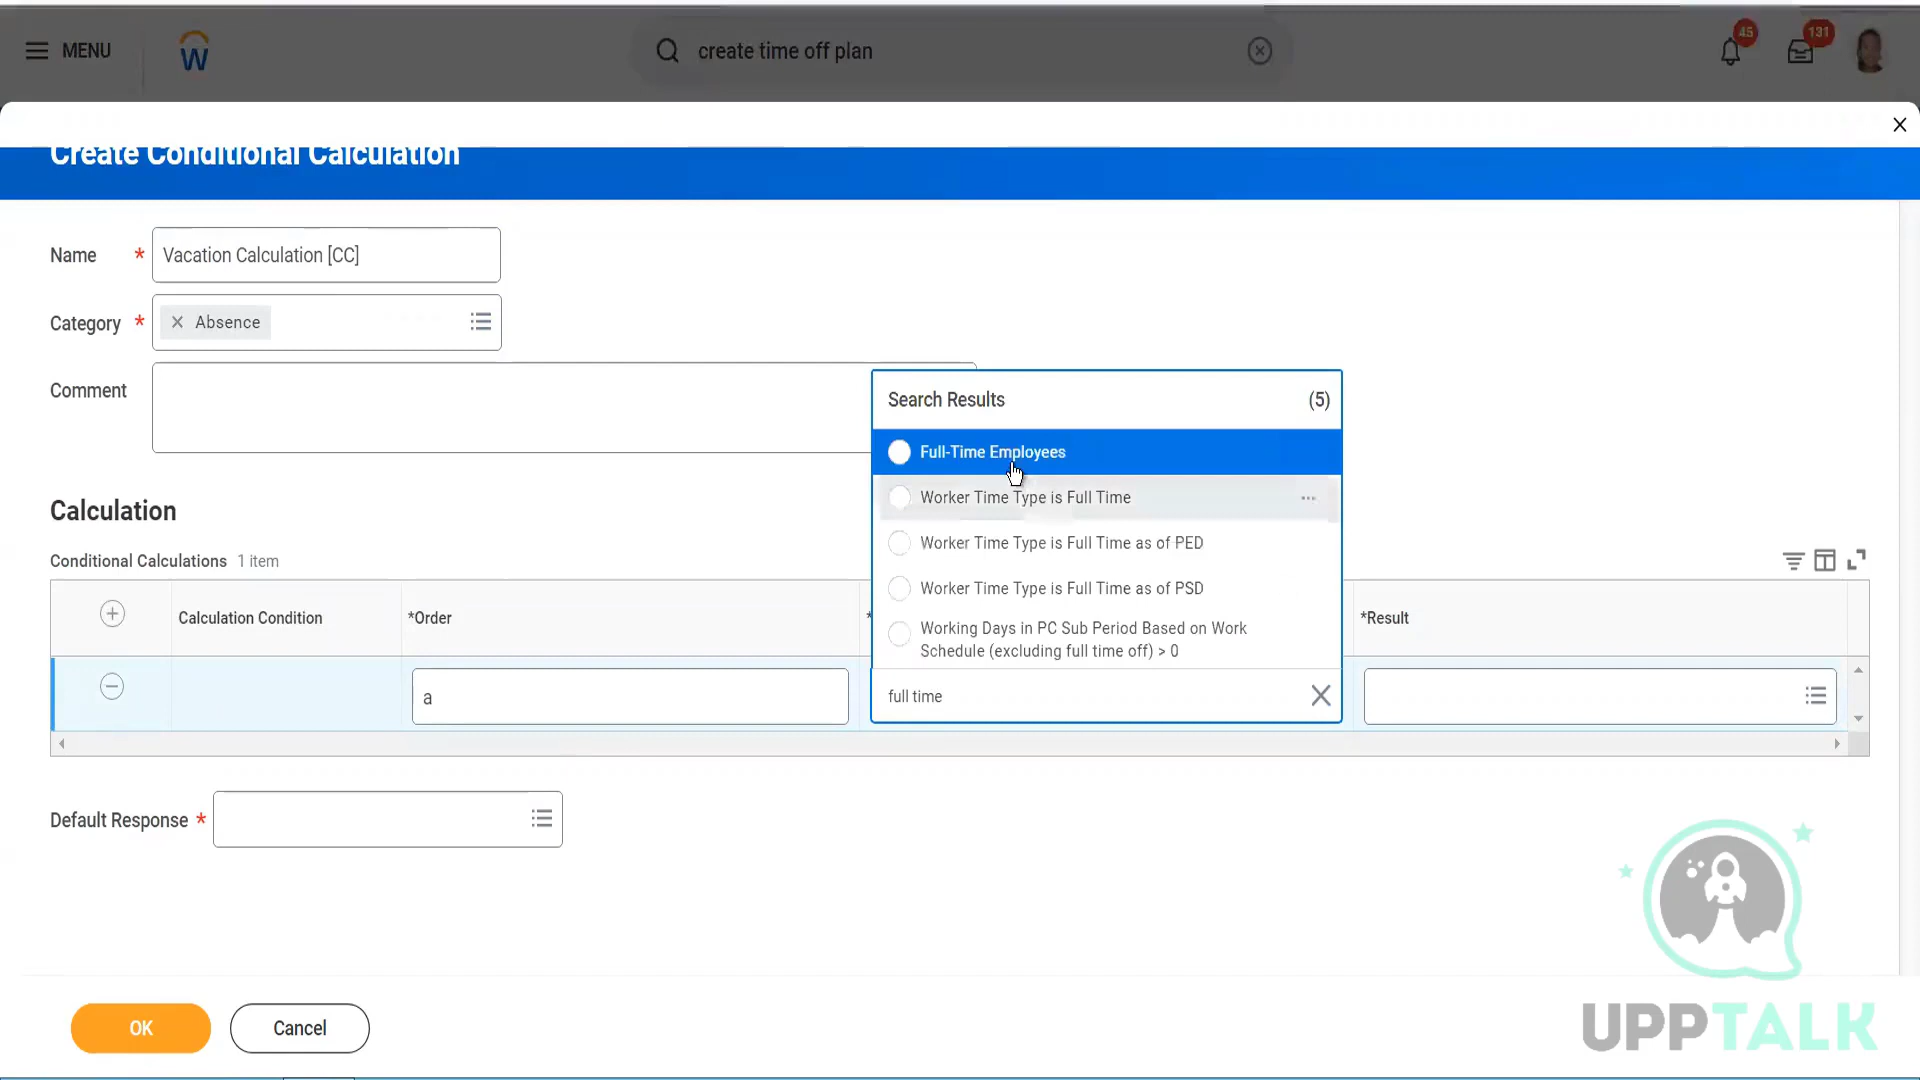 MENU
W
create time off plan
45
131
Create Conditional Calculation
Name *
Vacation Calculation [CC]
Category *
Absence
Comment
Search Results (5)
Full-Time Employees
Worker Time Type is Full Time
Worker Time Type is Full Time as of PED
Worker Time Type is Full Time as of PSD
Working Days in PC Sub Period Based on Work
Schedule (excluding full time off) > 0
full time
Calculation
Conditional Calculations 1 item
Calculation Condition
*Order
*
*Result
a
Default Response *
OK
Cancel
UPPTALK